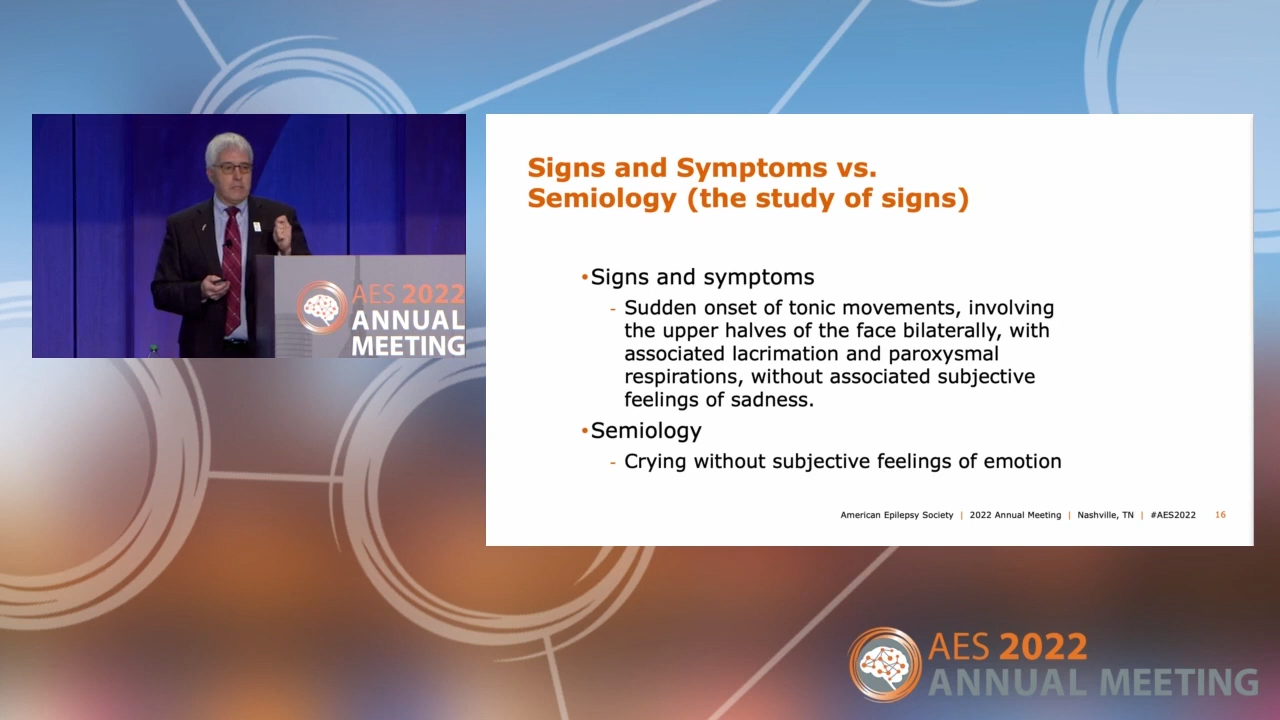 AES 2022
ANNUAL
MEETING
Signs and Symptoms vs.
Semiology (the study of signs)
•Signs and symptoms
- Sudden onset of tonic movements, involving
the upper halves of the face bilaterally, with
associated lacrimation and paroxysmal
respirations, without associated subjective
feelings of sadness.
•Semiology
- Crying without subjective feelings of emotion
American Epilepsy Society | 2022 Annual Meeting | Nashville, TN | #AES2022 16
AES 2022
ANNUAL MEETING